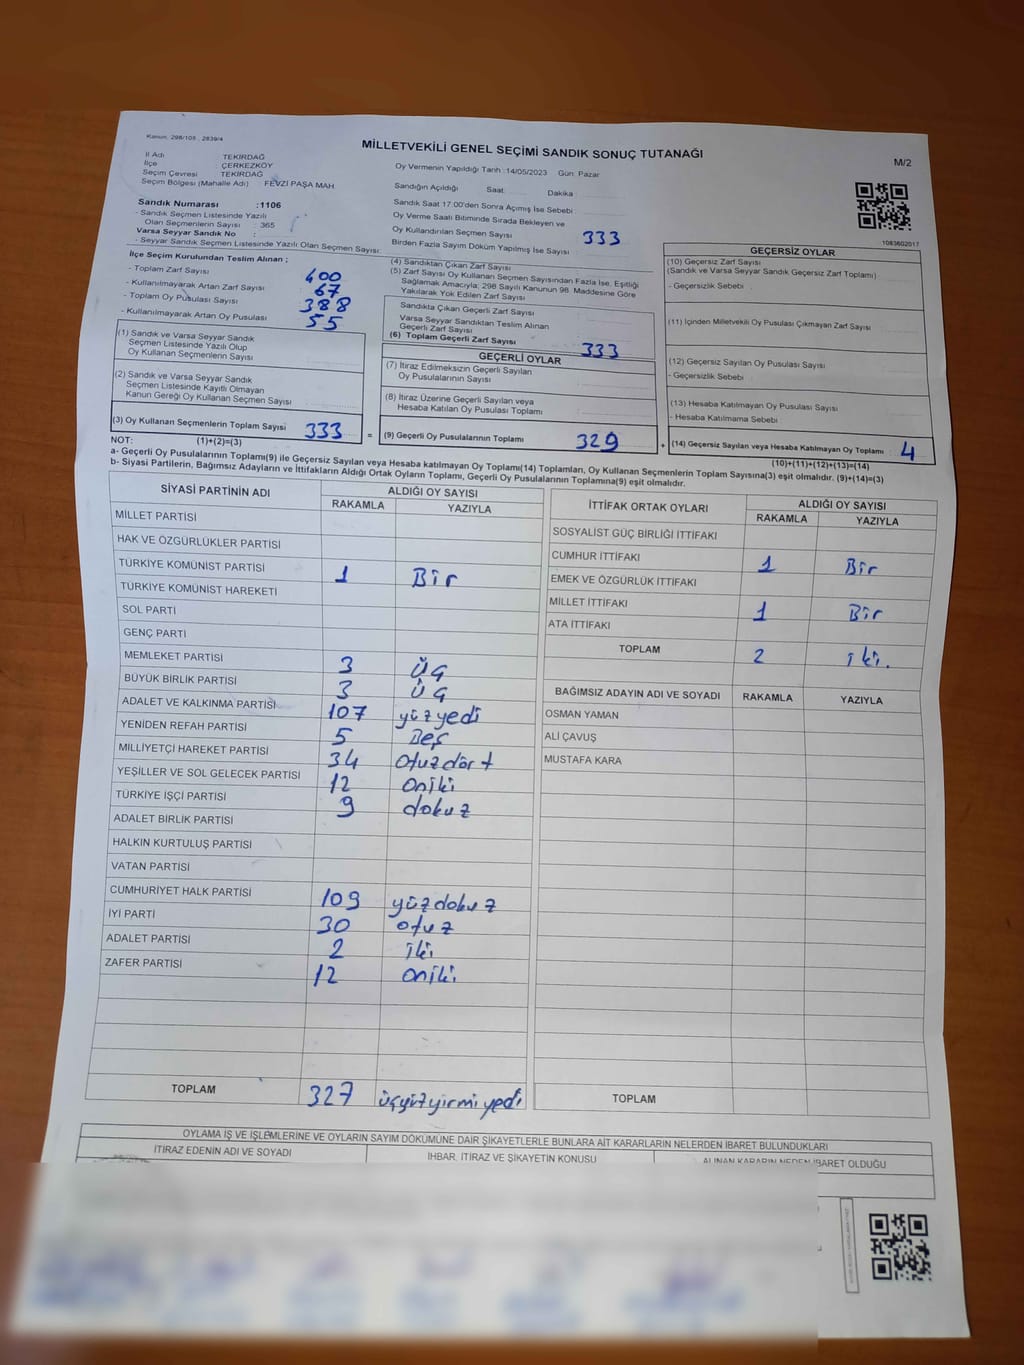 Kanun: 298/105 , 2839/4
MİLLETVEKİLİ GENEL SEÇİMİ SANDIK SONUÇ TUTANAĞI
M/2
İl Adı TEKİRDAĞ
İlçe : ÇERKEZKÖY
Seçim Çevresi TEKİRDAĞ
Seçim Bölgesi (Mahalle Adı) FEVZİ PAŞA MAH.
Sandık Numarası :1106
- Sandık Seçmen Listesinde Yazılı
Olan Seçmenlerin Sayısı : 365
Varsa Seyyar Sandık No :
- Seyyar Sandık Seçmen Listesinde Yazılı Olan Seçmen Sayısı:
Oy Vermenin Yapıldığı Tarih :14/05/2023 Gün: Pazar
Sandığın Açıldığı Saat: Dakika :
Sandık Saat 17.00'den Sonra Açımış İse Sebebi :
Oy Verme Saati Bitiminde Sırada Bekleyen ve
Oy Kullandırılan Seçmen Sayısı : 333
Birden Fazla Sayım Döküm Yapılmış İse Sayısı :
1083602017
İlçe Seçim Kurulundan Teslim Alınan ;
- Toplam Zarf Sayısı 400
- Kullanılmayarak Artan Zarf Sayısı 67
- Toplam Oy Pusulası Sayısı 388
- Kullanılmayarak Artan Oy Pusulası 55
(1) Sandık ve Varsa Seyyar Sandık
Seçmen Listesinde Yazılı Olup
Oy Kullanan Seçmenlerin Sayısı
(2) Sandık ve Varsa Seyyar Sandık
Seçmen Listesinde Kayıtlı Olmayan
Kanun Gereği Oy Kullanan Seçmen Sayısı
(3) Oy Kullanan Seçmenlerin Toplam Sayısı 333
(4) Sandıktan Çıkan Zarf Sayısı
(5) Zarf Sayısı Oy Kullanan Seçmen Sayısından Fazla İse, Eşitliği
Sağlamak Amacıyla; 298 Sayılı Kanunun 98. Maddesine Göre
Yakılarak Yok Edilen Zarf Sayısı
Sandıkta Çıkan Geçerli Zarf Sayısı
Varsa Seyyar Sandıktan Teslim Alınan
Geçerli Zarf Sayısı
(6) Toplam Geçerli Zarf Sayısı 333
GEÇERLİ OYLAR
(7) İtiraz Edilmeksizin Geçerli Sayılan
Oy Pusulalarının Sayısı
(8) İtiraz Üzerine Geçerli Sayılan veya
Hesaba Katılan Oy Pusulası Toplamı
= (9) Geçerli Oy Pusulalarının Toplamı 329
GEÇERSİZ OYLAR
(10) Geçersiz Zarf Sayısı
(Sandık ve Varsa Seyyar Sandık Geçersiz Zarf Toplamı)
- Geçersizlik Sebebi
(11) İçinden Milletvekili Oy Pusulası Çıkmayan Zarf Sayısı
(12) Geçersiz Sayılan Oy Pusulası Sayısı
- Geçersizlik Sebebi
(13) Hesaba Katılmayan Oy Pusulası Sayısı
- Hesaba Katılmama Sebebi
+ (14) Geçersiz Sayılan veya Hesaba Katılmayan Oy Toplamı : 4
NOT: (1)+(2)=(3)
(10)+(11)+(12)+(13)=(14)
a- Geçerli Oy Pusulalarının Toplamı(9) ile Geçersiz Sayılan veya Hesaba katılmayan Oy Toplamı(14) Toplamları, Oy Kullanan Seçmenlerin Toplam Sayısına(3) eşit olmalıdır. (9)+(14)=(3)
b- Siyasi Partilerin, Bağımsız Adayların ve İttifakların Aldığı Ortak Oyların Toplamı, Geçerli Oy Pusulalarının Toplamına(9) eşit olmalıdır.
SİYASİ PARTİNİN ADI ALDIĞI OY SAYISI
RAKAMLA YAZIYLA
MİLLET PARTİSİ
HAK VE ÖZGÜRLÜKLER PARTİSİ
TÜRKİYE KOMÜNİST PARTİSİ 1 Bir
TÜRKİYE KOMÜNİST HAREKETİ
SOL PARTİ
GENÇ PARTİ
MEMLEKET PARTİSİ 3 Üç
BÜYÜK BİRLİK PARTİSİ 3 Üç
ADALET VE KALKINMA PARTİSİ 107 yüzyedi
YENİDEN REFAH PARTİSİ 5 Beş
MİLLİYETÇİ HAREKET PARTİSİ 34 Otuzdört
YEŞİLLER VE SOL GELECEK PARTİSİ 12 Oniki
TÜRKİYE İŞÇİ PARTİSİ 9 dokuz
ADALET BİRLİK PARTİSİ
HALKIN KURTULUŞ PARTİSİ
VATAN PARTİSİ
CUMHURİYET HALK PARTİSİ 109 yüzdokuz
İYİ PARTİ 30 otuz
ADALET PARTİSİ 2 iki
ZAFER PARTİSİ 12 oniki
TOPLAM 327 üçyüzyirmiyedi
İTTİFAK ORTAK OYLARI ALDIĞI OY SAYISI
RAKAMLA YAZIYLA
SOSYALİST GÜÇ BİRLİĞİ İTTİFAKI
CUMHUR İTTİFAKI 1 Bir
EMEK VE ÖZGÜRLÜK İTTİFAKI
MİLLET İTTİFAKI 1 Bir
ATA İTTİFAKI
TOPLAM 2 iki.
BAĞIMSIZ ADAYIN ADI VE SOYADI RAKAMLA YAZIYLA
OSMAN YAMAN
ALİ ÇAVUŞ
MUSTAFA KARA
TOPLAM
OYLAMA İŞ VE İŞLEMLERİNE VE OYLARIN SAYIM DÖKÜMÜNE DAİR ŞİKAYETLERLE BUNLARA AİT KARARLARIN NELERDEN İBARET BULUNDUKLARI
İTİRAZ EDENİN ADI VE SOYADI İHBAR, İTİRAZ VE ŞİKAYETİN KONUSU ALINAN KARARIN NEDEN İBARET OLDUĞU